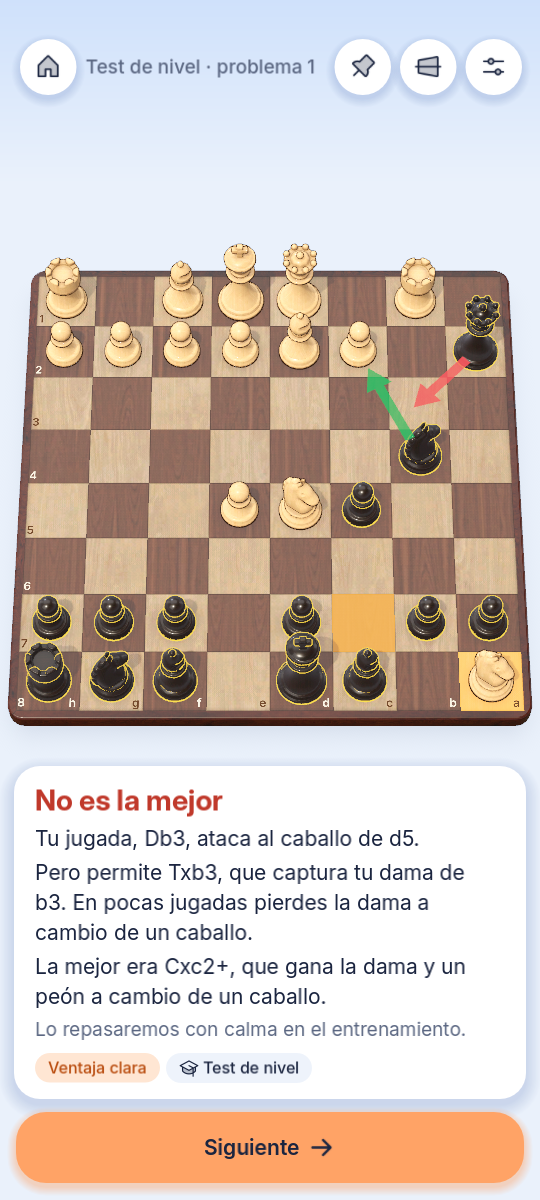 Test de nivel · problema 1
1
2
3
4
5
6
7
8 h g f e d c b a
No es la mejor
Tu jugada, Db3, ataca al caballo de d5.
Pero permite Txb3, que captura tu dama de
b3. En pocas jugadas pierdes la dama a
cambio de un caballo.
La mejor era Cxc2+, que gana la dama y un
peón a cambio de un caballo.
Lo repasaremos con calma en el entrenamiento.
Ventaja clara Test de nivel
Siguiente →